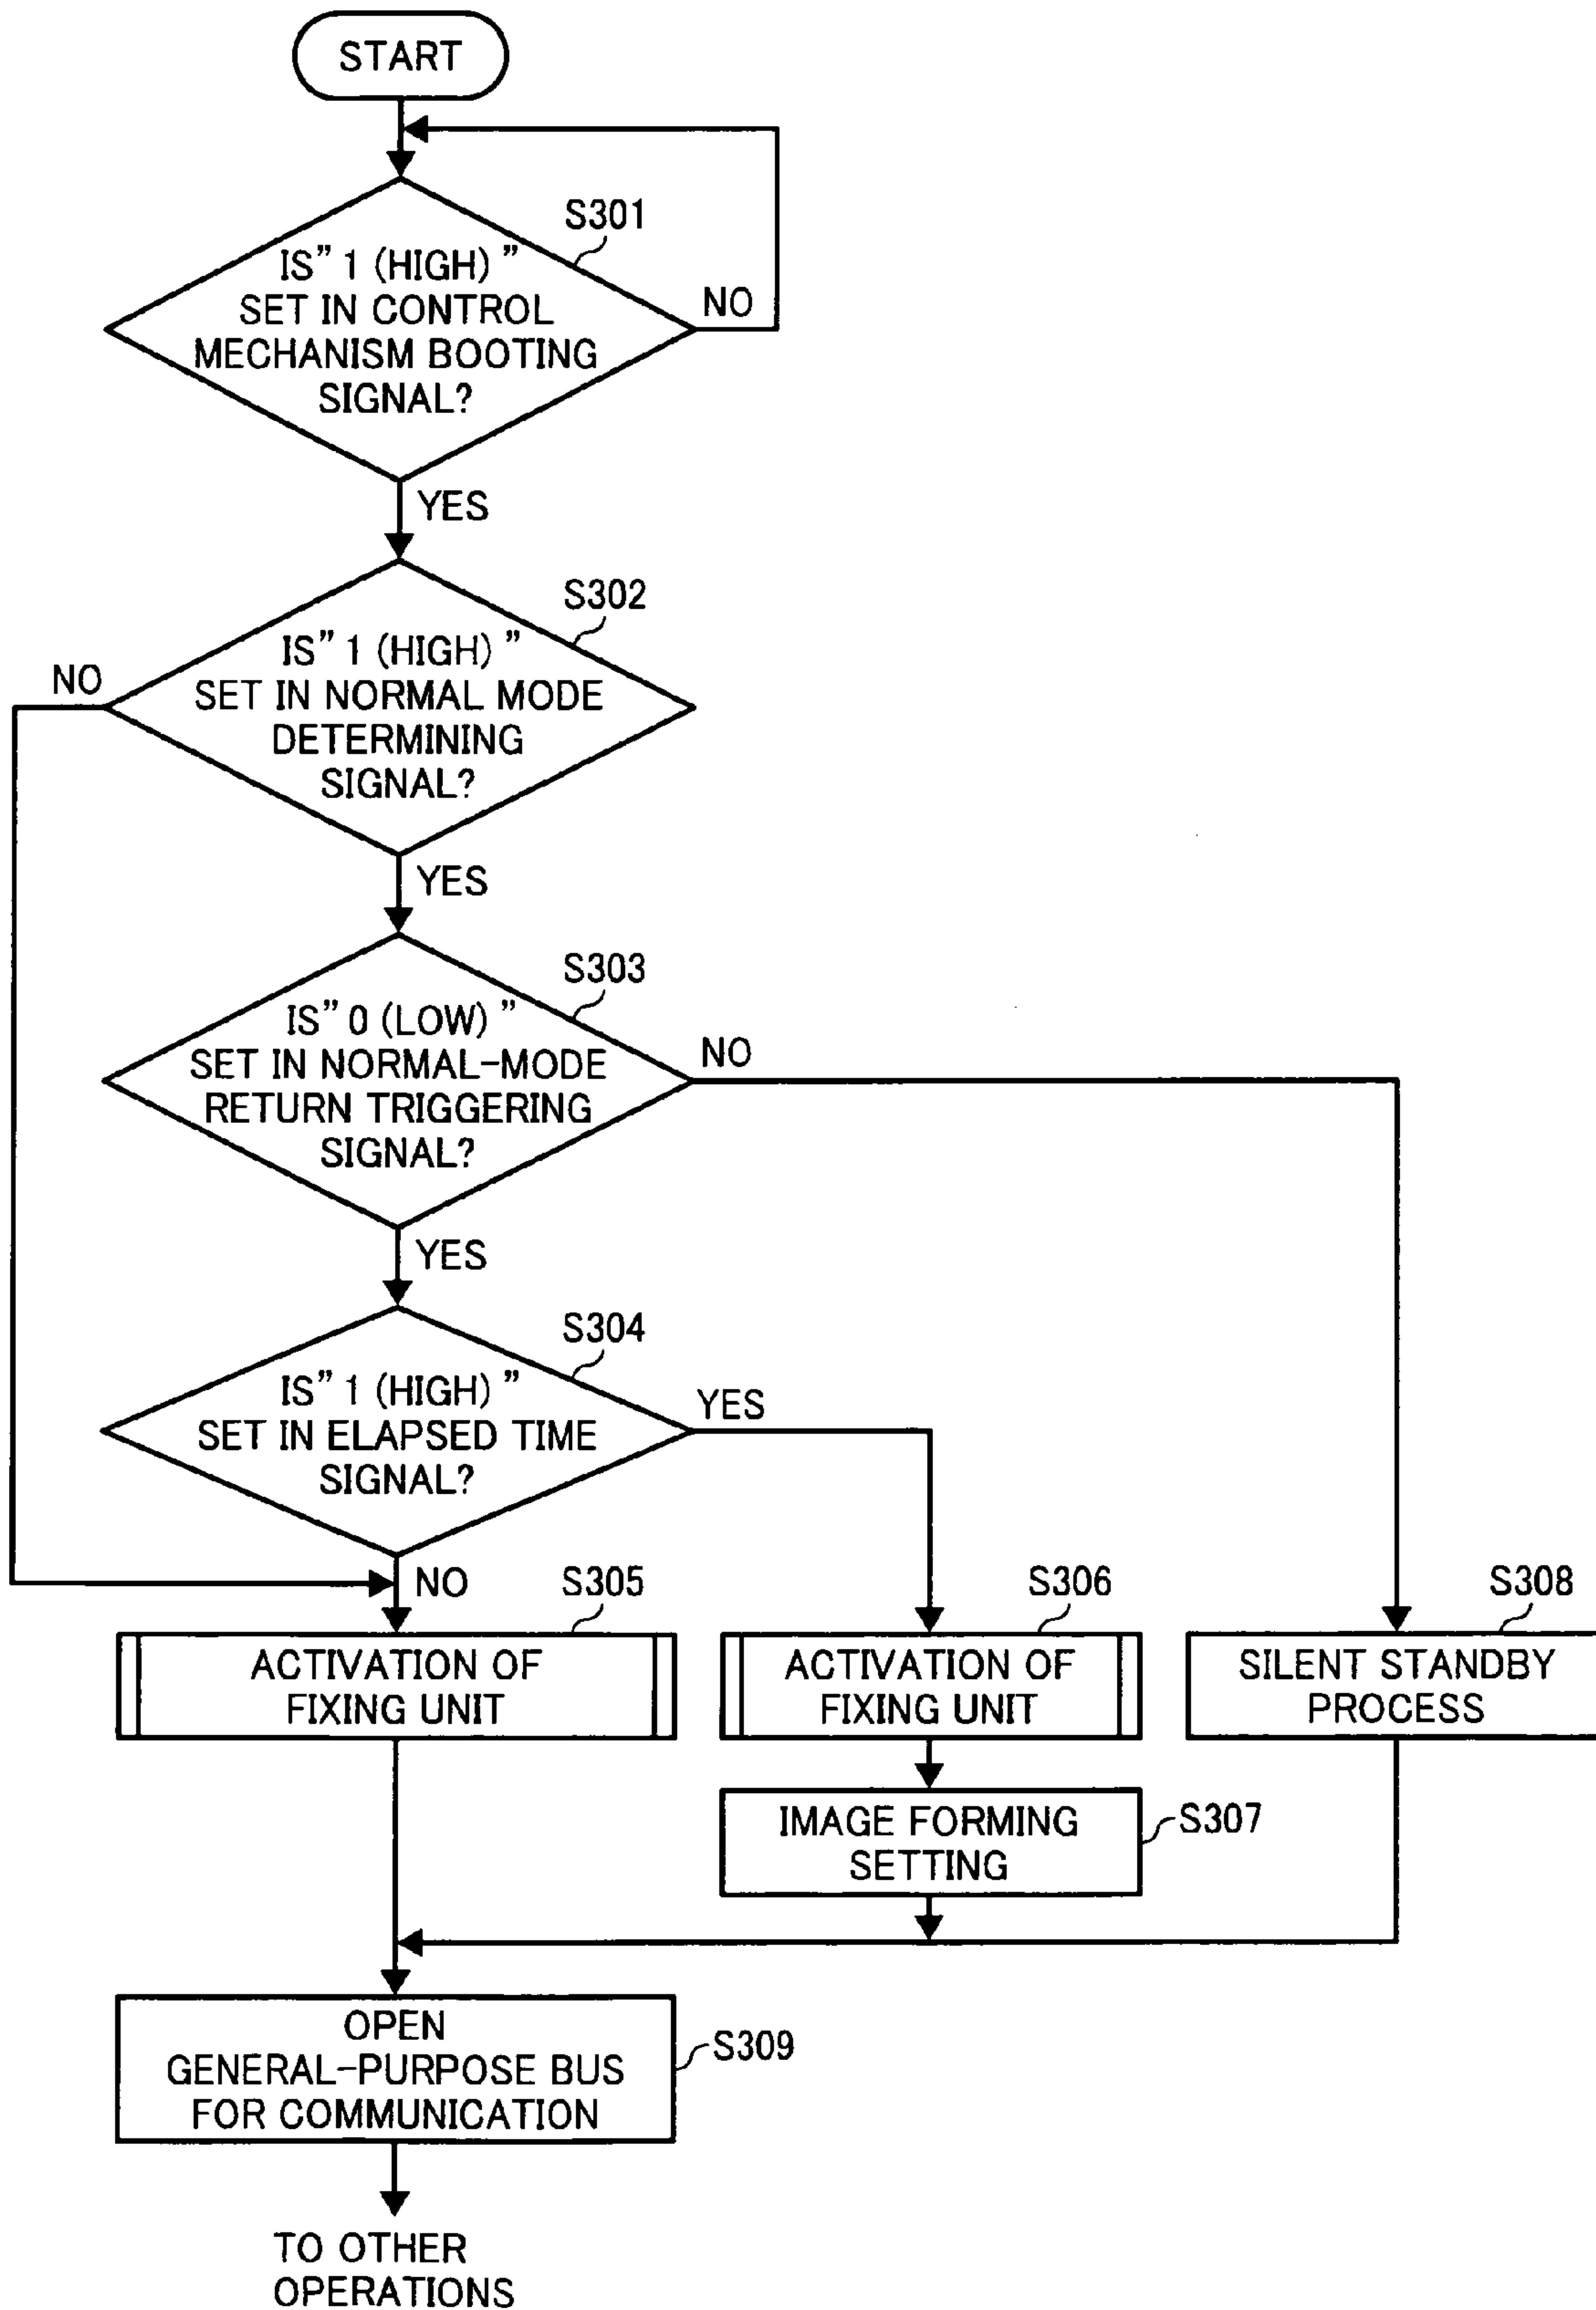 START
S301
IS” 1 (HIGH) ”
SET IN CONTROL
MECHANISM BOOTING
SIGNAL?
NO
YES
S302
IS” 1 (HIGH) ”
SET IN NORMAL MODE
DETERMINING
SIGNAL?
NO
YES
S303
IS” 0 (LOW) ”
SET IN NORMAL-MODE
RETURN TRIGGERING
SIGNAL?
NO
YES
S304
IS” 1 (HIGH) ”
SET IN ELAPSED TIME
SIGNAL?
YES
NO
S305
ACTIVATION OF
FIXING UNIT
S306
ACTIVATION OF
FIXING UNIT
S308
SILENT STANDBY
PROCESS
IMAGE FORMING
SETTING
S307
OPEN
GENERAL-PURPOSE BUS
FOR COMMUNICATION
S309
TO OTHER
OPERATIONS